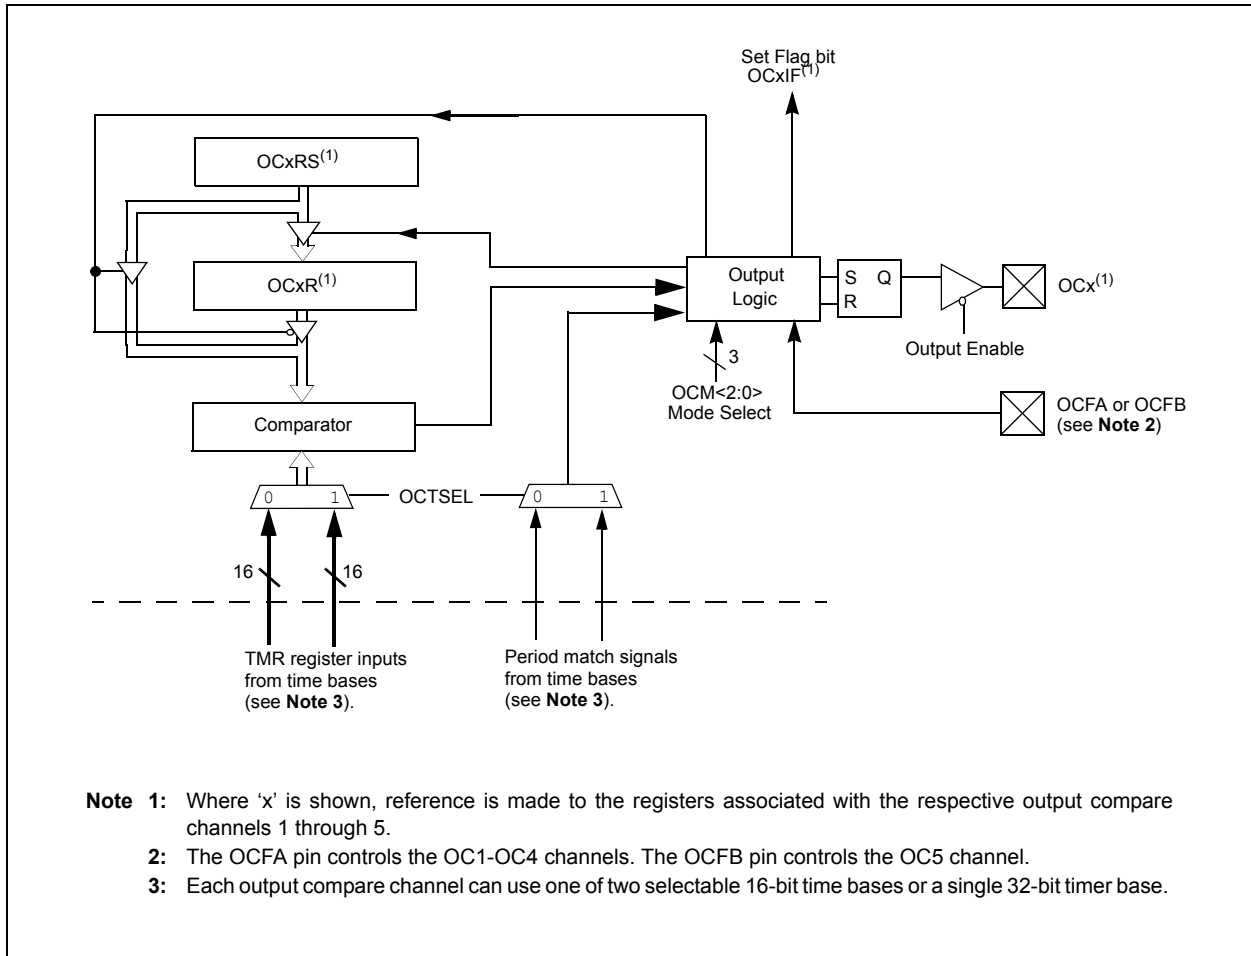 Set Flag bit
OCxIF(1)
OCxRS(1)
OCxR(1)
Output
Logic
S Q
R
OCx(1)
Output Enable
3
OCM<2:0>
Mode Select
OCFA or OCFB
(see Note 2)
Comparator
0 1
OCTSEL
0 1
16
16
TMR register inputs
from time bases
(see Note 3).
Period match signals
from time bases
(see Note 3).
Note 1: Where ‘x’ is shown, reference is made to the registers associated with the respective output compare
channels 1 through 5.
2: The OCFA pin controls the OC1-OC4 channels. The OCFB pin controls the OC5 channel.
3: Each output compare channel can use one of two selectable 16-bit time bases or a single 32-bit timer base.